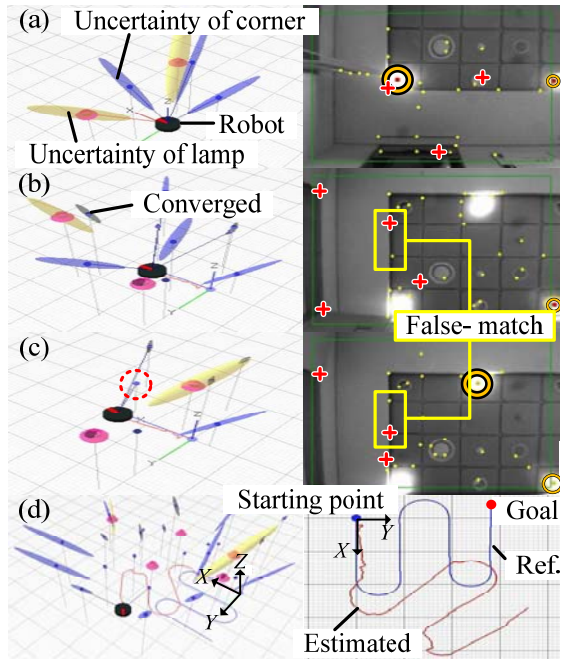 (a)
Uncertainty of corner
Robot
Uncertainty of lamp
(b)
Converged
False- match
(c)
(d)
X
Y
Z
Starting point
Y
X
Goal
Ref.
Estimated